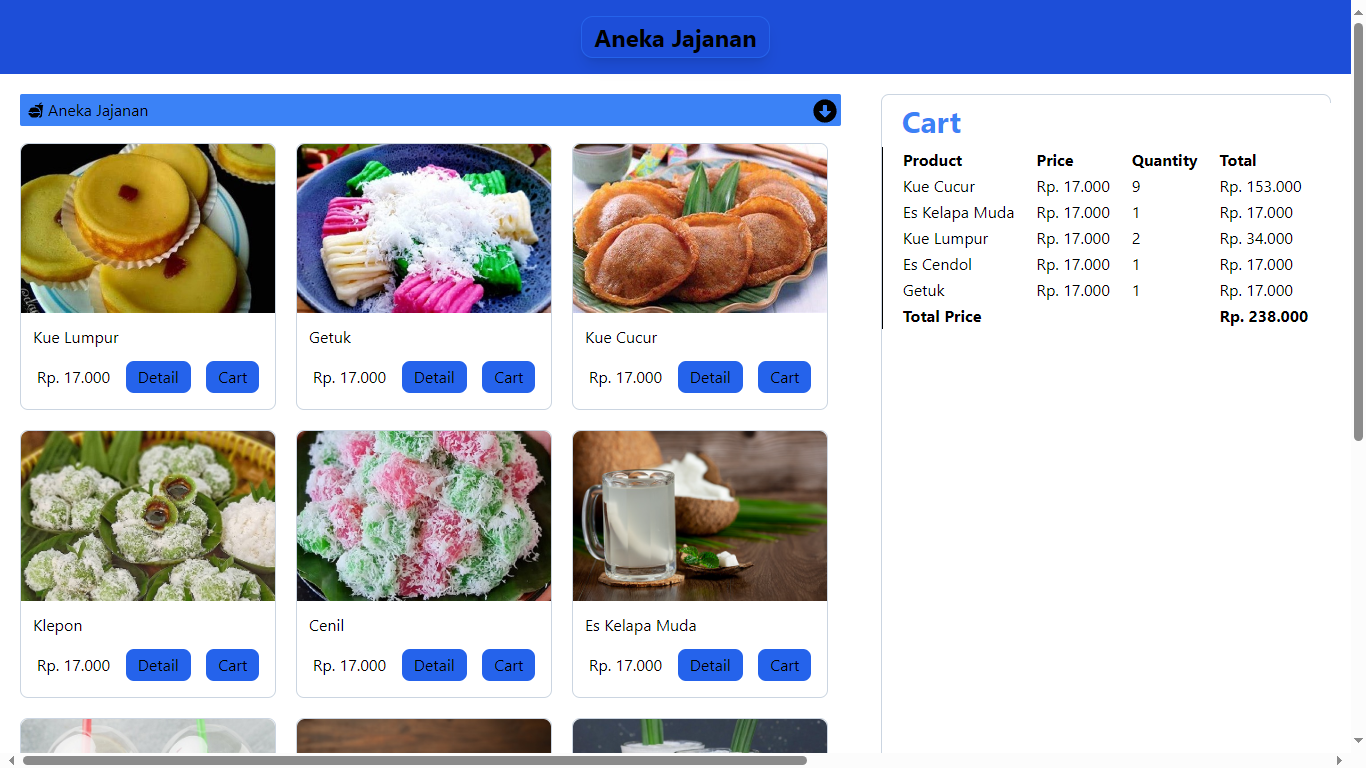 Aneka Jajanan
Aneka Jajanan
Kue Lumpur
Rp. 17.000 Detail Cart
Getuk
Rp. 17.000 Detail Cart
Kue Cucur
Rp. 17.000 Detail Cart
Klepon
Rp. 17.000 Detail Cart
Cenil
Rp. 17.000 Detail Cart
Es Kelapa Muda
Rp. 17.000 Detail Cart
Cart
Product Price Quantity Total
Kue Cucur Rp. 17.000 9 Rp. 153.000
Es Kelapa Muda Rp. 17.000 1 Rp. 17.000
Kue Lumpur Rp. 17.000 2 Rp. 34.000
Es Cendol Rp. 17.000 1 Rp. 17.000
Getuk Rp. 17.000 1 Rp. 17.000
Total Price Rp. 238.000